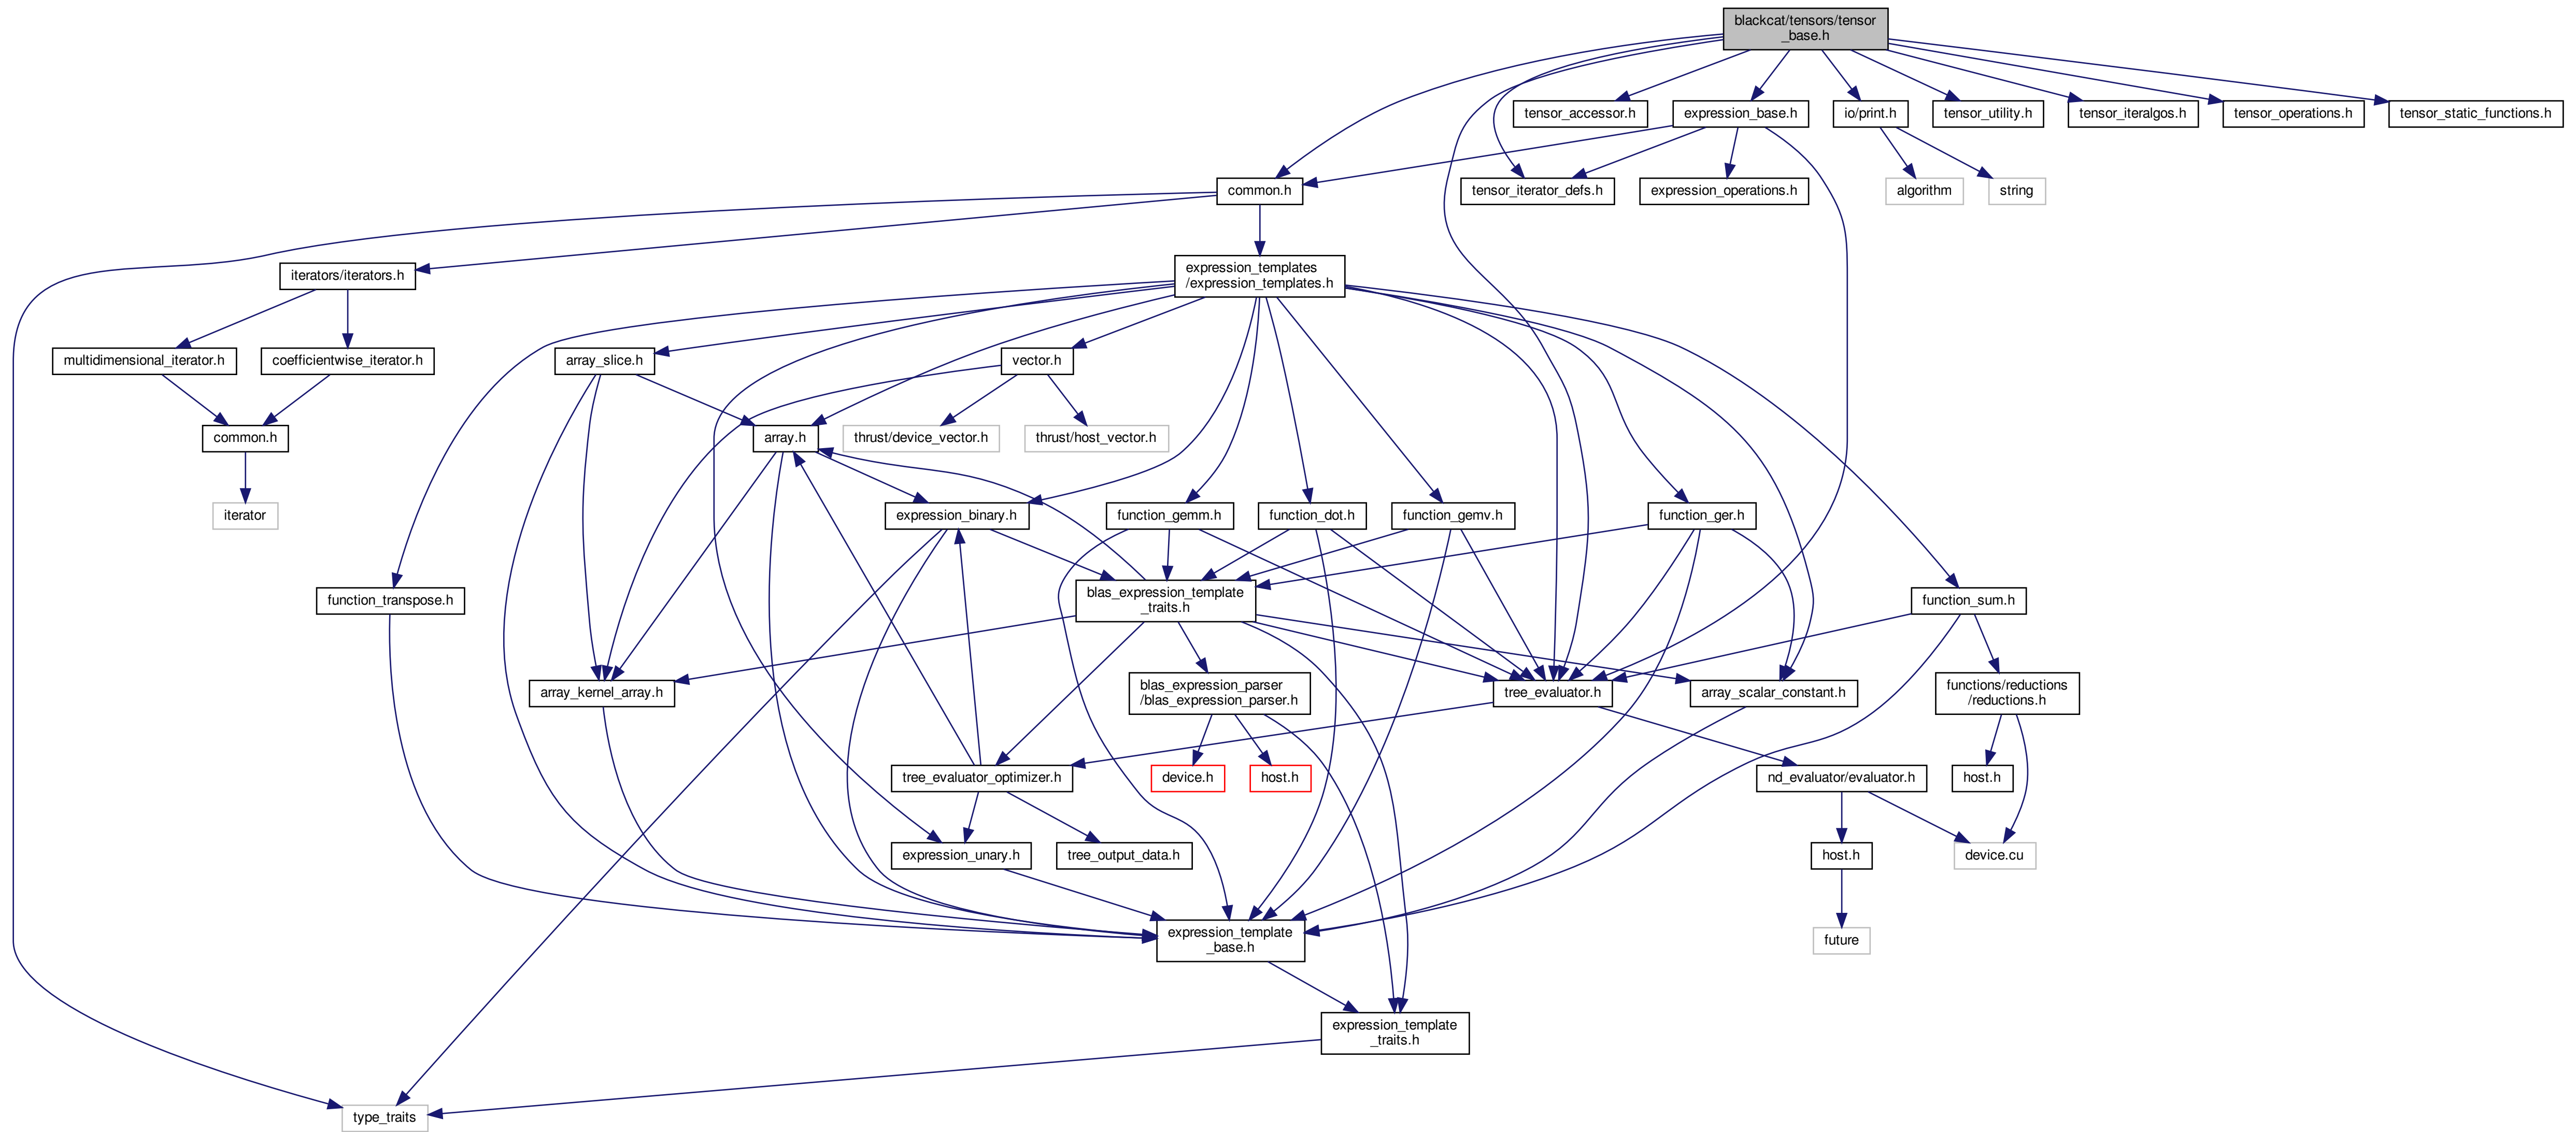 blackcat/tensors/tensor
_base.h
tensor_accessor.h
expression_base.h
io/print.h
tensor_utility.h
tensor_iteralgos.h
tensor_operations.h
tensor_static_functions.h
common.h
tensor_iterator_defs.h
expression_operations.h
algorithm
string
iterators/iterators.h
expression_templates
/expression_templates.h
multidimensional_iterator.h
coefficientwise_iterator.h
array_slice.h
vector.h
common.h
array.h
thrust/device_vector.h
thrust/host_vector.h
iterator
expression_binary.h
function_gemm.h
function_dot.h
function_gemv.h
function_ger.h
function_transpose.h
blas_expression_template
_traits.h
function_sum.h
array_kernel_array.h
blas_expression_parser
/blas_expression_parser.h
tree_evaluator.h
array_scalar_constant.h
functions/reductions
/reductions.h
tree_evaluator_optimizer.h
device.h
host.h
nd_evaluator/evaluator.h
host.h
expression_unary.h
tree_output_data.h
host.h
device.cu
expression_template
_base.h
future
expression_template
_traits.h
type_traits